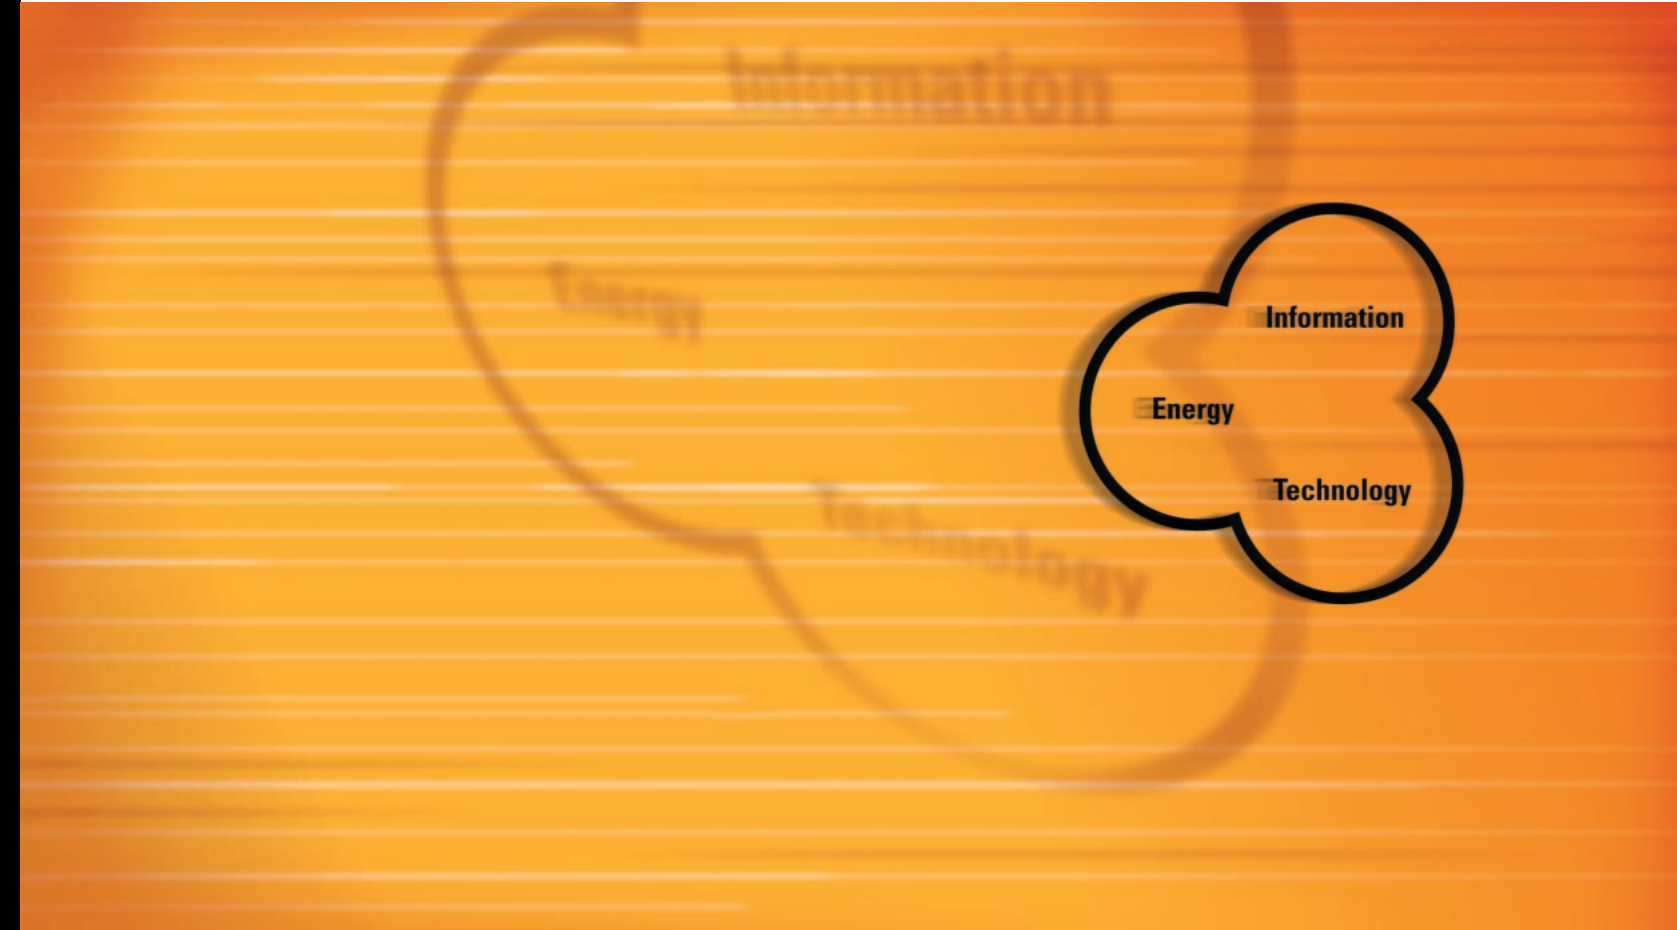 Information
Energy
Technology
Information
Energy
Technology